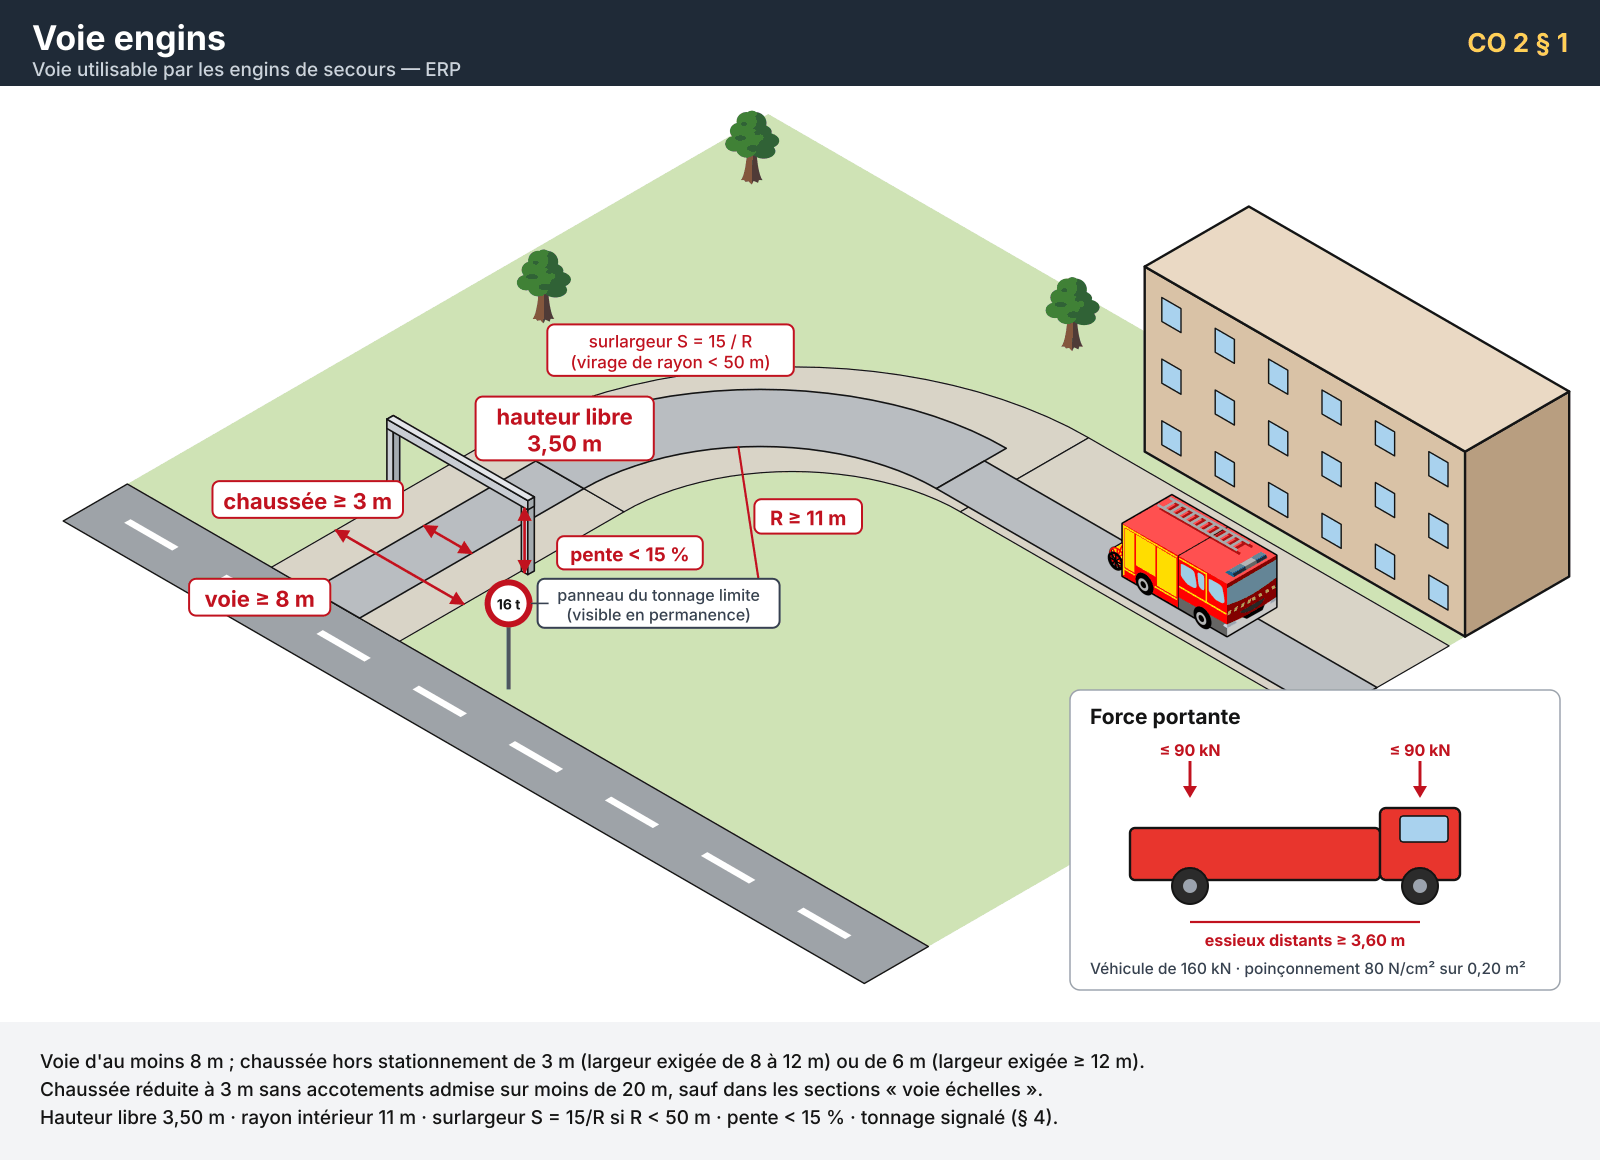 Voie engins
Voie utilisable par les engins de secours — ERP
CO 2 § 1
surlargeur S = 15 / R
(virage de rayon < 50 m)
hauteur libre
3,50 m
chaussée ≥ 3 m
R ≥ 11 m
pente < 15 %
voie ≥ 8 m
16 t
panneau du tonnage limite
(visible en permanence)
Force portante
≤ 90 kN
≤ 90 kN
essieux distants ≥ 3,60 m
Véhicule de 160 kN · poinçonnement 80 N/cm² sur 0,20 m²
Voie d'au moins 8 m ; chaussée hors stationnement de 3 m (largeur exigée de 8 à 12 m) ou de 6 m (largeur exigée ≥ 12 m).
Chaussée réduite à 3 m sans accotements admise sur moins de 20 m, sauf dans les sections « voie échelles ».
Hauteur libre 3,50 m · rayon intérieur 11 m · surlargeur S = 15/R si R < 50 m · pente < 15 % · tonnage signalé (§ 4).